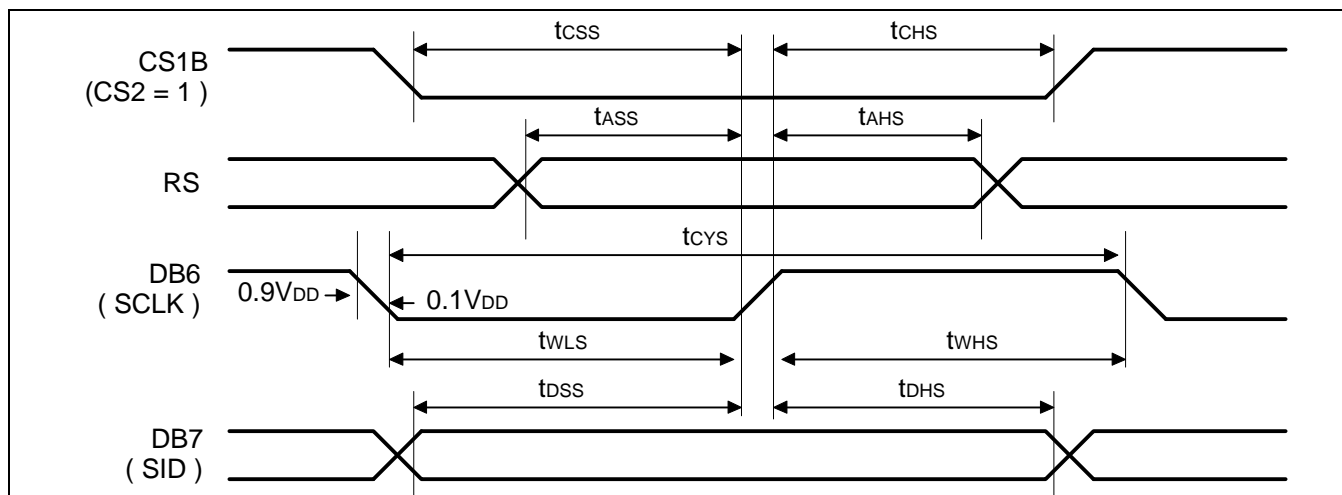 tCSS
tCHS
CS1B
(CS2 = 1 )
tASS
tAHS
RS
tCYS
DB6
( SCLK )
0.9VDD
0.1VDD
tWLS
tWHS
tDSS
tDHS
DB7
( SID )